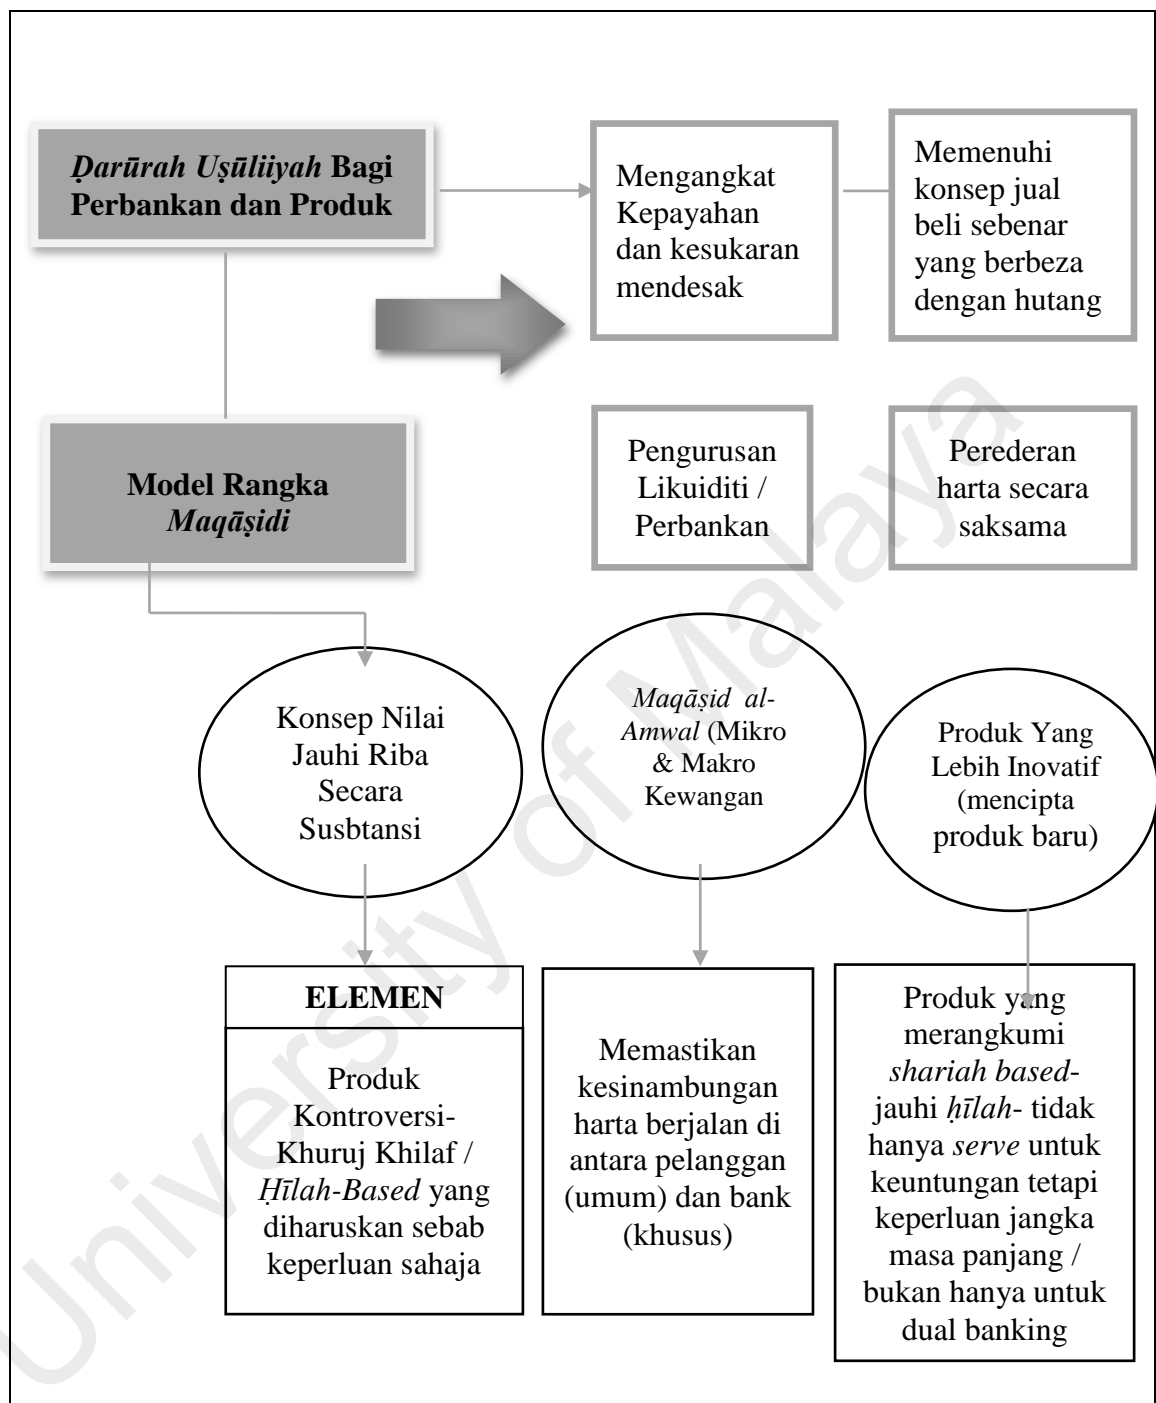 Ḍarūrah Uṣūliiyah Bagi
Perbankan dan Produk
Mengangkat
Kepayahan
dan kesukaran
mendesak
Memenuhi
konsep jual
beli sebenar
yang berbeza
dengan hutang
Model Rangka
Maqāṣidi
Pengurusan
Likuiditi /
Perbankan
Perederan
harta secara
saksama
Konsep Nilai
Jauhi Riba
Secara
Susbtansi
Maqāṣid al-
Amwal (Mikro
& Makro
Kewangan
Produk Yang
Lebih Inovatif
(mencipta
produk baru)
ELEMEN
Produk
Kontroversi-
Khuruj Khilaf /
Ḥīlah-Based yang
diharuskan sebab
keperluan sahaja
Memastikan
kesinambungan
harta berjalan di
antara pelanggan
(umum) dan bank
(khusus)
Produk yang
merangkumi
shariah based-
jauhi ḥīlah- tidak
hanya serve untuk
keuntungan tetapi
keperluan jangka
masa panjang /
bukan hanya untuk
dual banking
University of Malaya